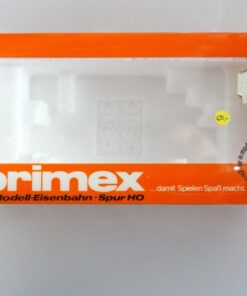 primex
Modell-Eisenbahn · Spur HO
...damit Spielen Spaß macht.